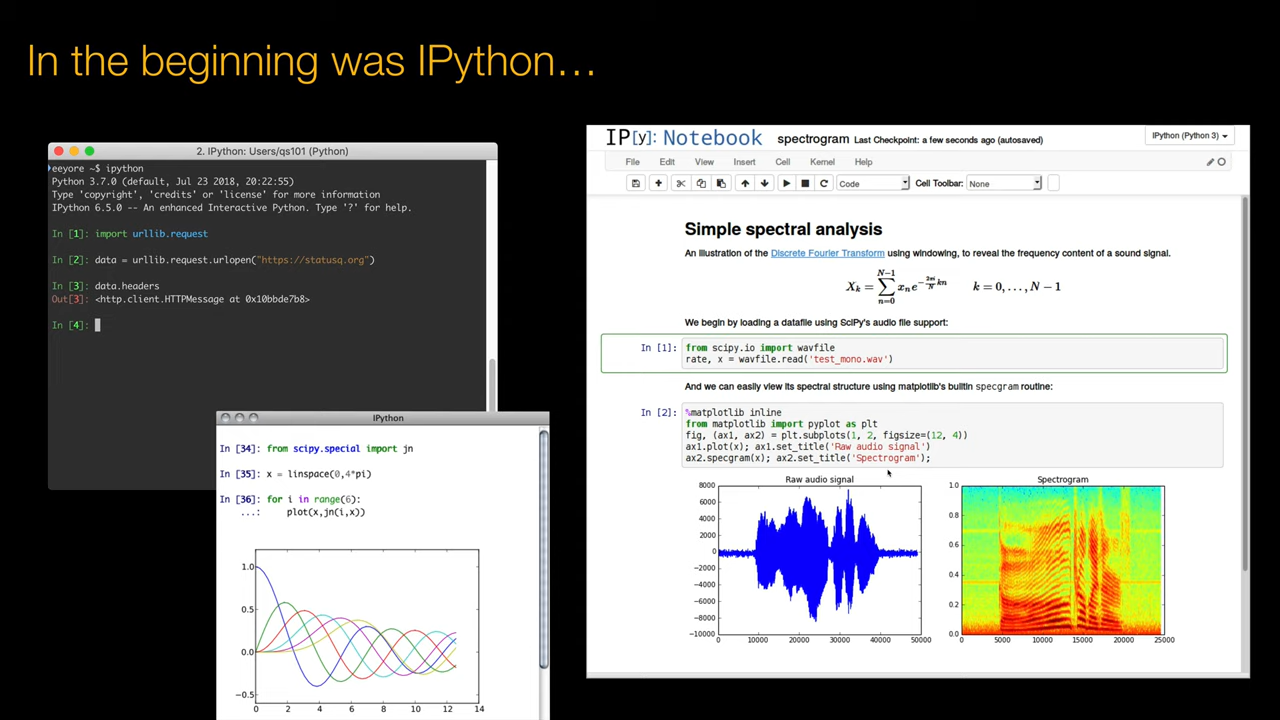 In the beginning was IPython...
2. IPython: Users/qs101 (Python)
eeyore ~$ ipython
Python 3.7.0 (default, Jul 23 2018, 20:22:55)
Type 'copyright', 'credits' or 'license' for more information
IPython 6.5.0 -- An enhanced Interactive Python. Type '?' for help.
In [1]: import urllib.request
In [2]: data = urllib.request.urlopen("https://statusq.org")
In [3]: data.headers
Out[3]: <http.client.HTTPMessage at 0x10bbde7b8>
In [4]:
IPython
In [34]: from scipy.special import jn
In [35]: x = linspace(0,4*pi)
In [36]: for i in range(6):
...: plot(x,jn(i,x))
1.0
0.5
0.0
−0.5
0 2 4 6 8 10 12 14
IP[y]: Notebook spectrogram Last Checkpoint: a few seconds ago (autosaved) IPython (Python 3)
File Edit View Insert Cell Kernel Help
Code Cell Toolbar: None
Simple spectral analysis
An illustration of the Discrete Fourier Transform using windowing, to reveal the frequency content of a sound signal.
X_k = ∑_{n=0}^{N−1} x_n e^{−\frac{2πi}{N}kn} k = 0, . . . , N − 1
We begin by loading a datafile using SciPy's audio file support:
In [1]: from scipy.io import wavfile
rate, x = wavfile.read('test_mono.wav')
And we can easily view its spectral structure using matplotlib's builtin specgram routine:
In [2]: %matplotlib inline
from matplotlib import pyplot as plt
fig, (ax1, ax2) = plt.subplots(1, 2, figsize=(12, 4))
ax1.plot(x); ax1.set_title('Raw audio signal')
ax2.specgram(x); ax2.set_title('Spectrogram');
Raw audio signal
8000
6000
4000
2000
0
−2000
−4000
−6000
−8000
−10000
0 10000 20000 30000 40000 50000
Spectrogram
1.0
0.8
0.6
0.4
0.2
0.0
0 5000 10000 15000 20000 25000